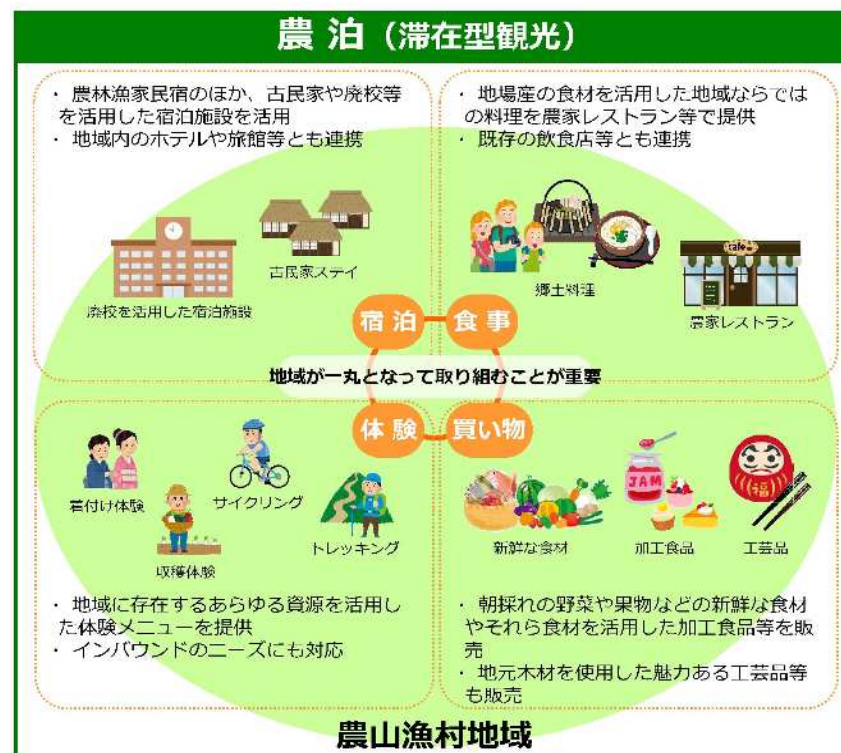 農 泊（滞在型観光）
・ 農林漁家民宿のほか、古民家や廃校等
を活用した宿泊施設を活用
・ 地域内のホテルや旅館等とも連携
古民家ステイ
廃校を活用した宿泊施設
・ 地場産の食材を活用した地域ならでは
の料理を農家レストラン等で提供
・ 既存の飲食店等とも連携
cafe
郷土料理
農家レストラン
宿 泊
食 事
地域が一丸となって取り組むことが重要
体 験
買い物
着付け体験
サイクリング
収穫体験
トレッキング
・ 地域に存在するあらゆる資源を活用し
た体験メニューを提供
・ インバウンドのニーズにも対応
JAM
福
新鮮な食材
加工食品
工芸品
・ 朝採れの野菜や果物などの新鮮な食材
やそれら食材を活用した加工食品等を販
売
・ 地元木材を使用した魅力ある工芸品等
も販売
農山漁村地域